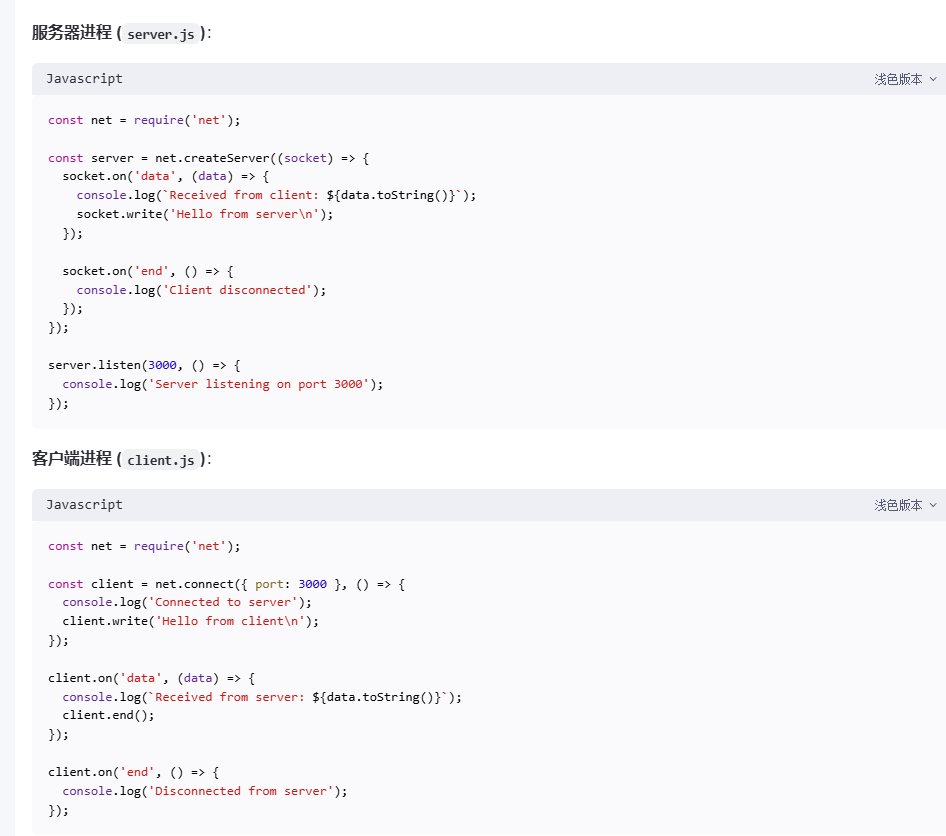 服务器进程 ( server.js ):
Javascript 浅色版本
const net = require('net');
const server = net.createServer((socket) => {
  socket.on('data', (data) => {
    console.log(`Received from client: ${data.toString()}`);
    socket.write('Hello from server\n');
  });
  socket.on('end', () => {
    console.log('Client disconnected');
  });
});
server.listen(3000, () => {
  console.log('Server listening on port 3000');
});
客户端进程 ( client.js ):
Javascript 浅色版本
const net = require('net');
const client = net.connect({ port: 3000 }, () => {
  console.log('Connected to server');
  client.write('Hello from client\n');
});
client.on('data', (data) => {
  console.log(`Received from server: ${data.toString()}`);
  client.end();
});
client.on('end', () => {
  console.log('Disconnected from server');
});